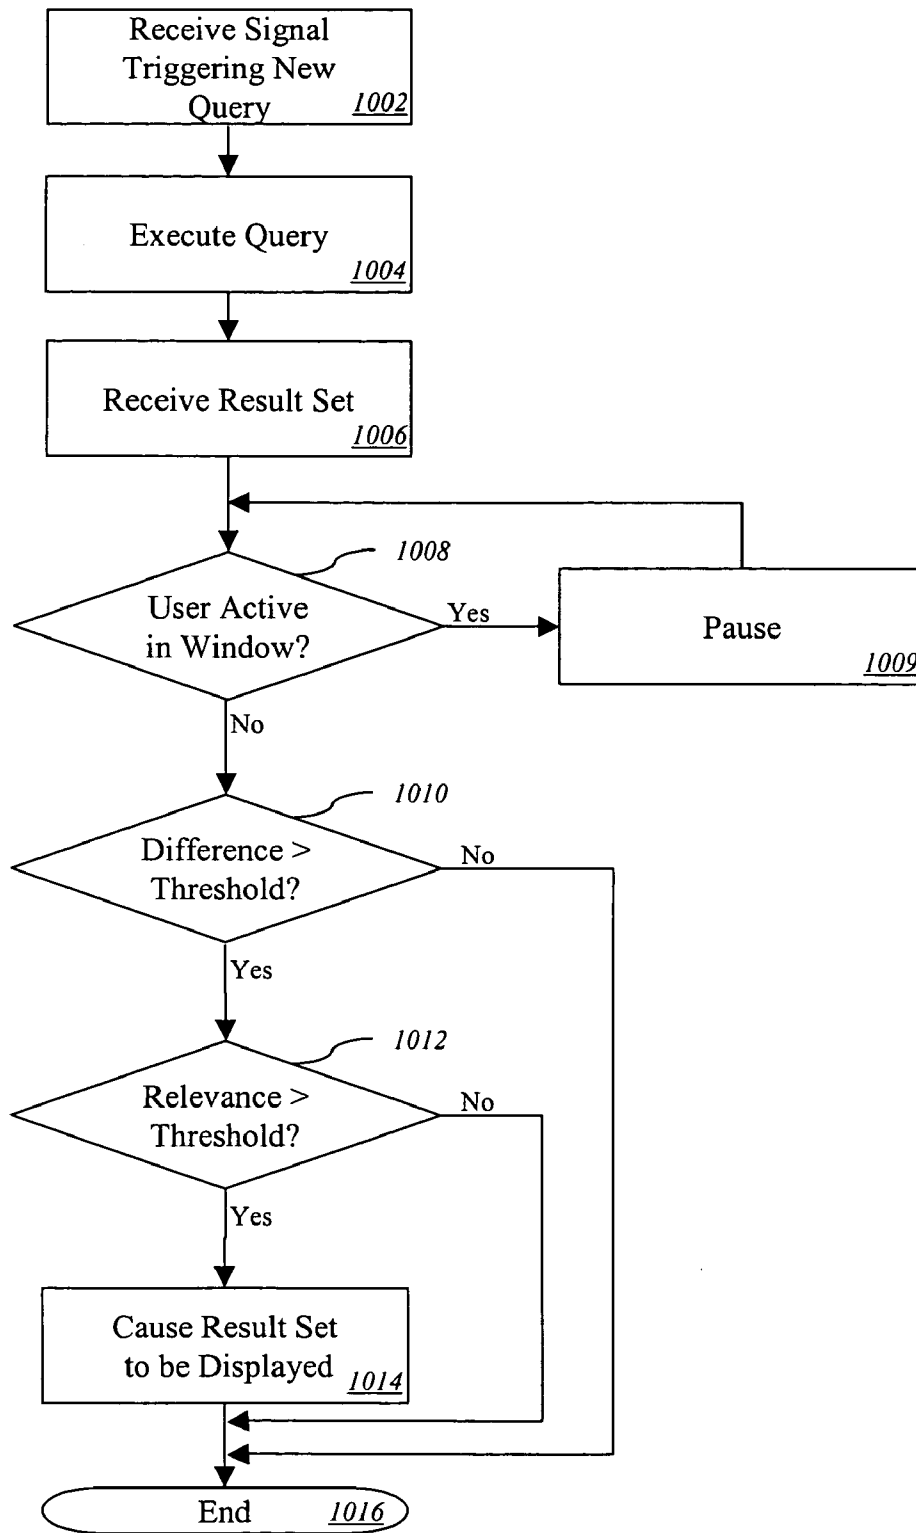 Receive Signal
Triggering New
Query
1002
Execute Query
1004
Receive Result Set
1006
1008
User Active
in Window?
Yes
Pause
1009
No
1010
Difference >
Threshold?
No
Yes
1012
Relevance >
Threshold?
No
Yes
Cause Result Set
to be Displayed
1014
End
1016